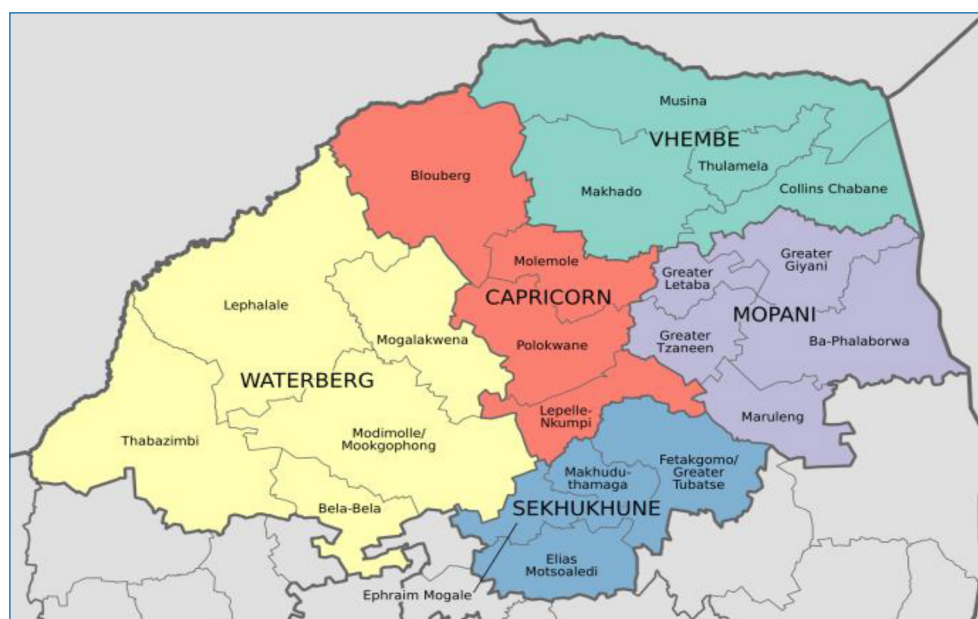 Musina
VHEMBE
Thulamela
Blouberg
Makhado
Collins Chabane
Molemole
Greater
Letaba
Greater
Giyani
Lephalale
CAPRICORN
MOPANI
Mogalakwena
Polokwane
Greater
Tzaneen
Ba-Phalaborwa
WATERBERG
Lepelle-
Nkumpi
Maruleng
Thabazimbi
Modimolle/
Mookgophong
Makhudu-
thamaga
Fetakgomo/
Greater
Tubatse
Bela-Bela
SEKHUKHUNE
Elias
Motsoaledi
Ephraim Mogale